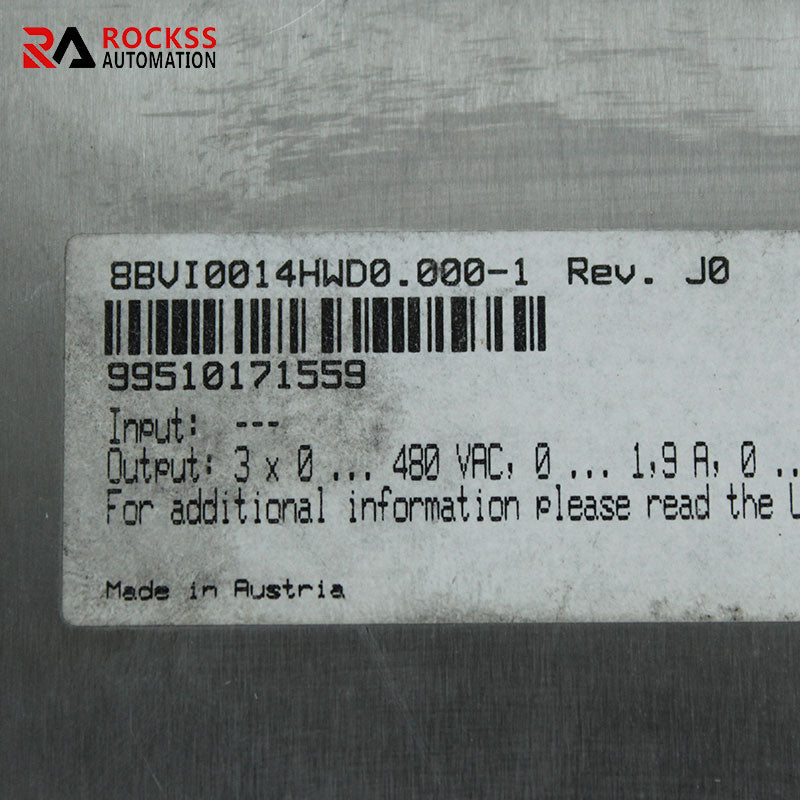 RA ROCKSS
AUTOMATION
8BVI0014HWD0.000-1 Rev. J0
99510171559
Input: ---
Output: 3 x 0 ... 480 VAC, 0 ... 1,9 A, 0 ..
For additional information please read the
Made in Austria